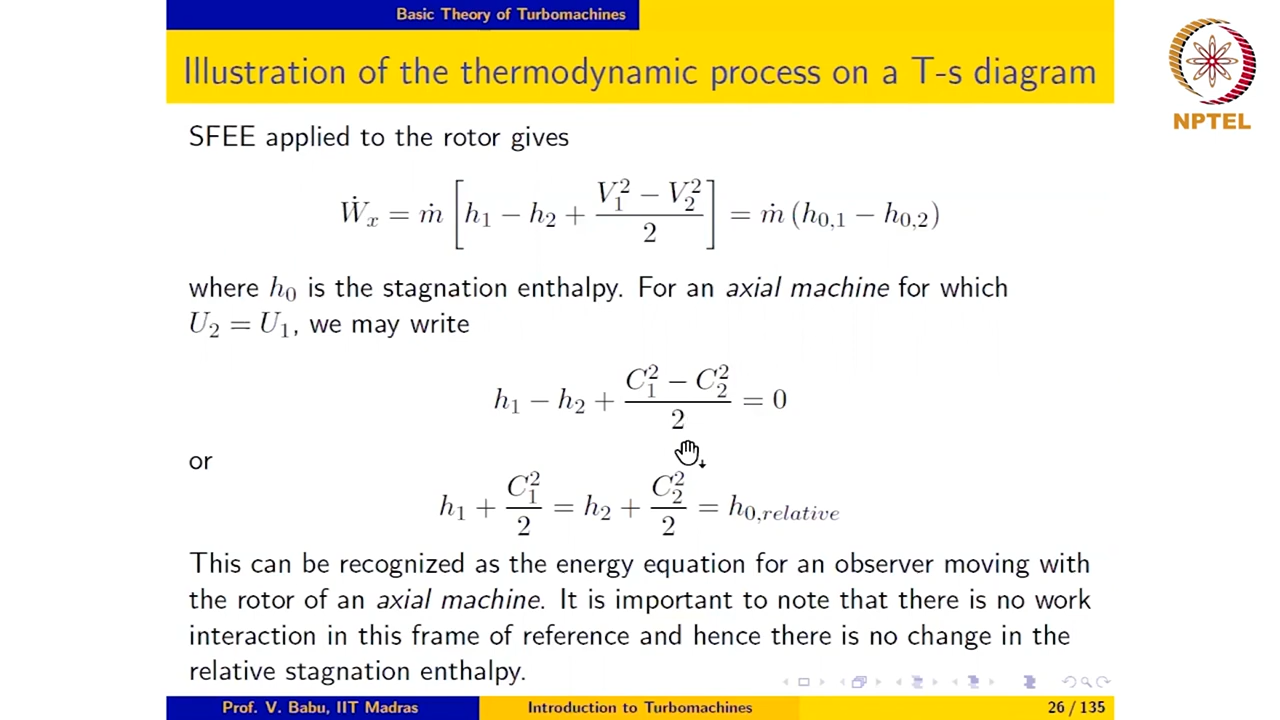 Basic Theory of Turbomachines
Illustration of the thermodynamic process on a T-s diagram
NPTEL
SFEE applied to the rotor gives
Ẇₓ = ṁ [h₁ − h₂ + (V₁² − V₂²)/2] = ṁ (h₀,₁ − h₀,₂)
where h₀ is the stagnation enthalpy. For an axial machine for which
U₂ = U₁, we may write
h₁ − h₂ + (C₁² − C₂²)/2 = 0
or
h₁ + C₁²/2 = h₂ + C₂²/2 = h₀,relative
This can be recognized as the energy equation for an observer moving with
the rotor of an axial machine. It is important to note that there is no work
interaction in this frame of reference and hence there is no change in the
relative stagnation enthalpy.
Prof. V. Babu, IIT Madras
Introduction to Turbomachines
26 / 135